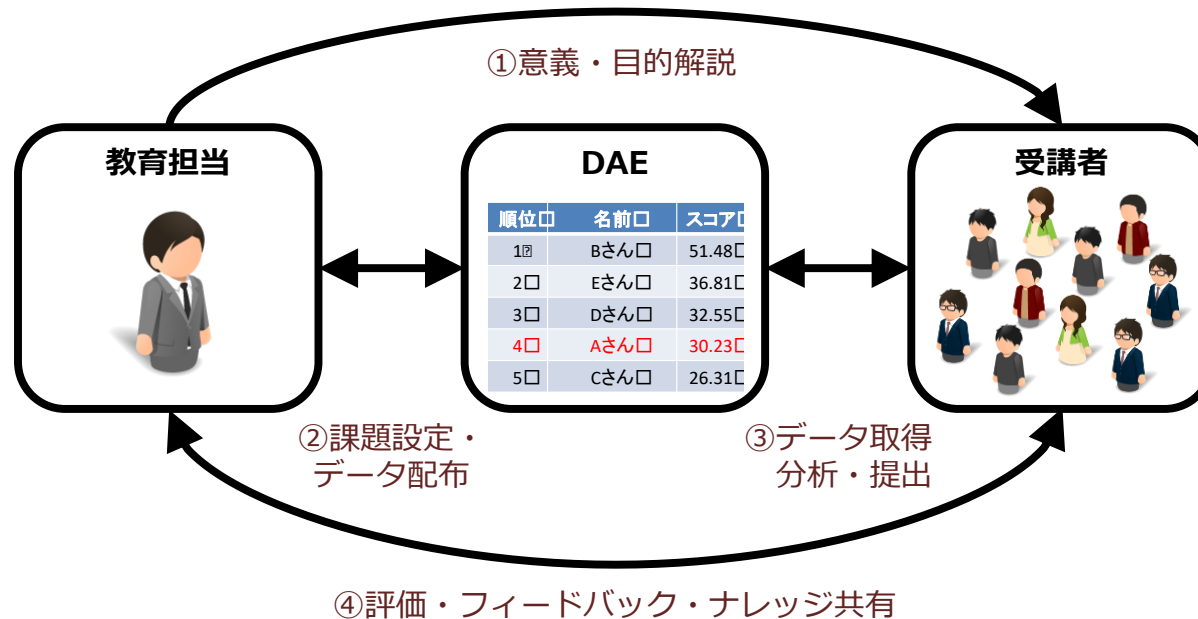 ①意義・目的解説
教育担当
DAE
受講者
順位□ 名前□ スコア□
1⍰ Bさん□ 51.48□
2□ Eさん□ 36.81□
3□ Dさん□ 32.55□
4□ Aさん□ 30.23□
5□ Cさん□ 26.31□
②課題設定・
データ配布
③データ取得
分析・提出
④評価・フィードバック・ナレッジ共有